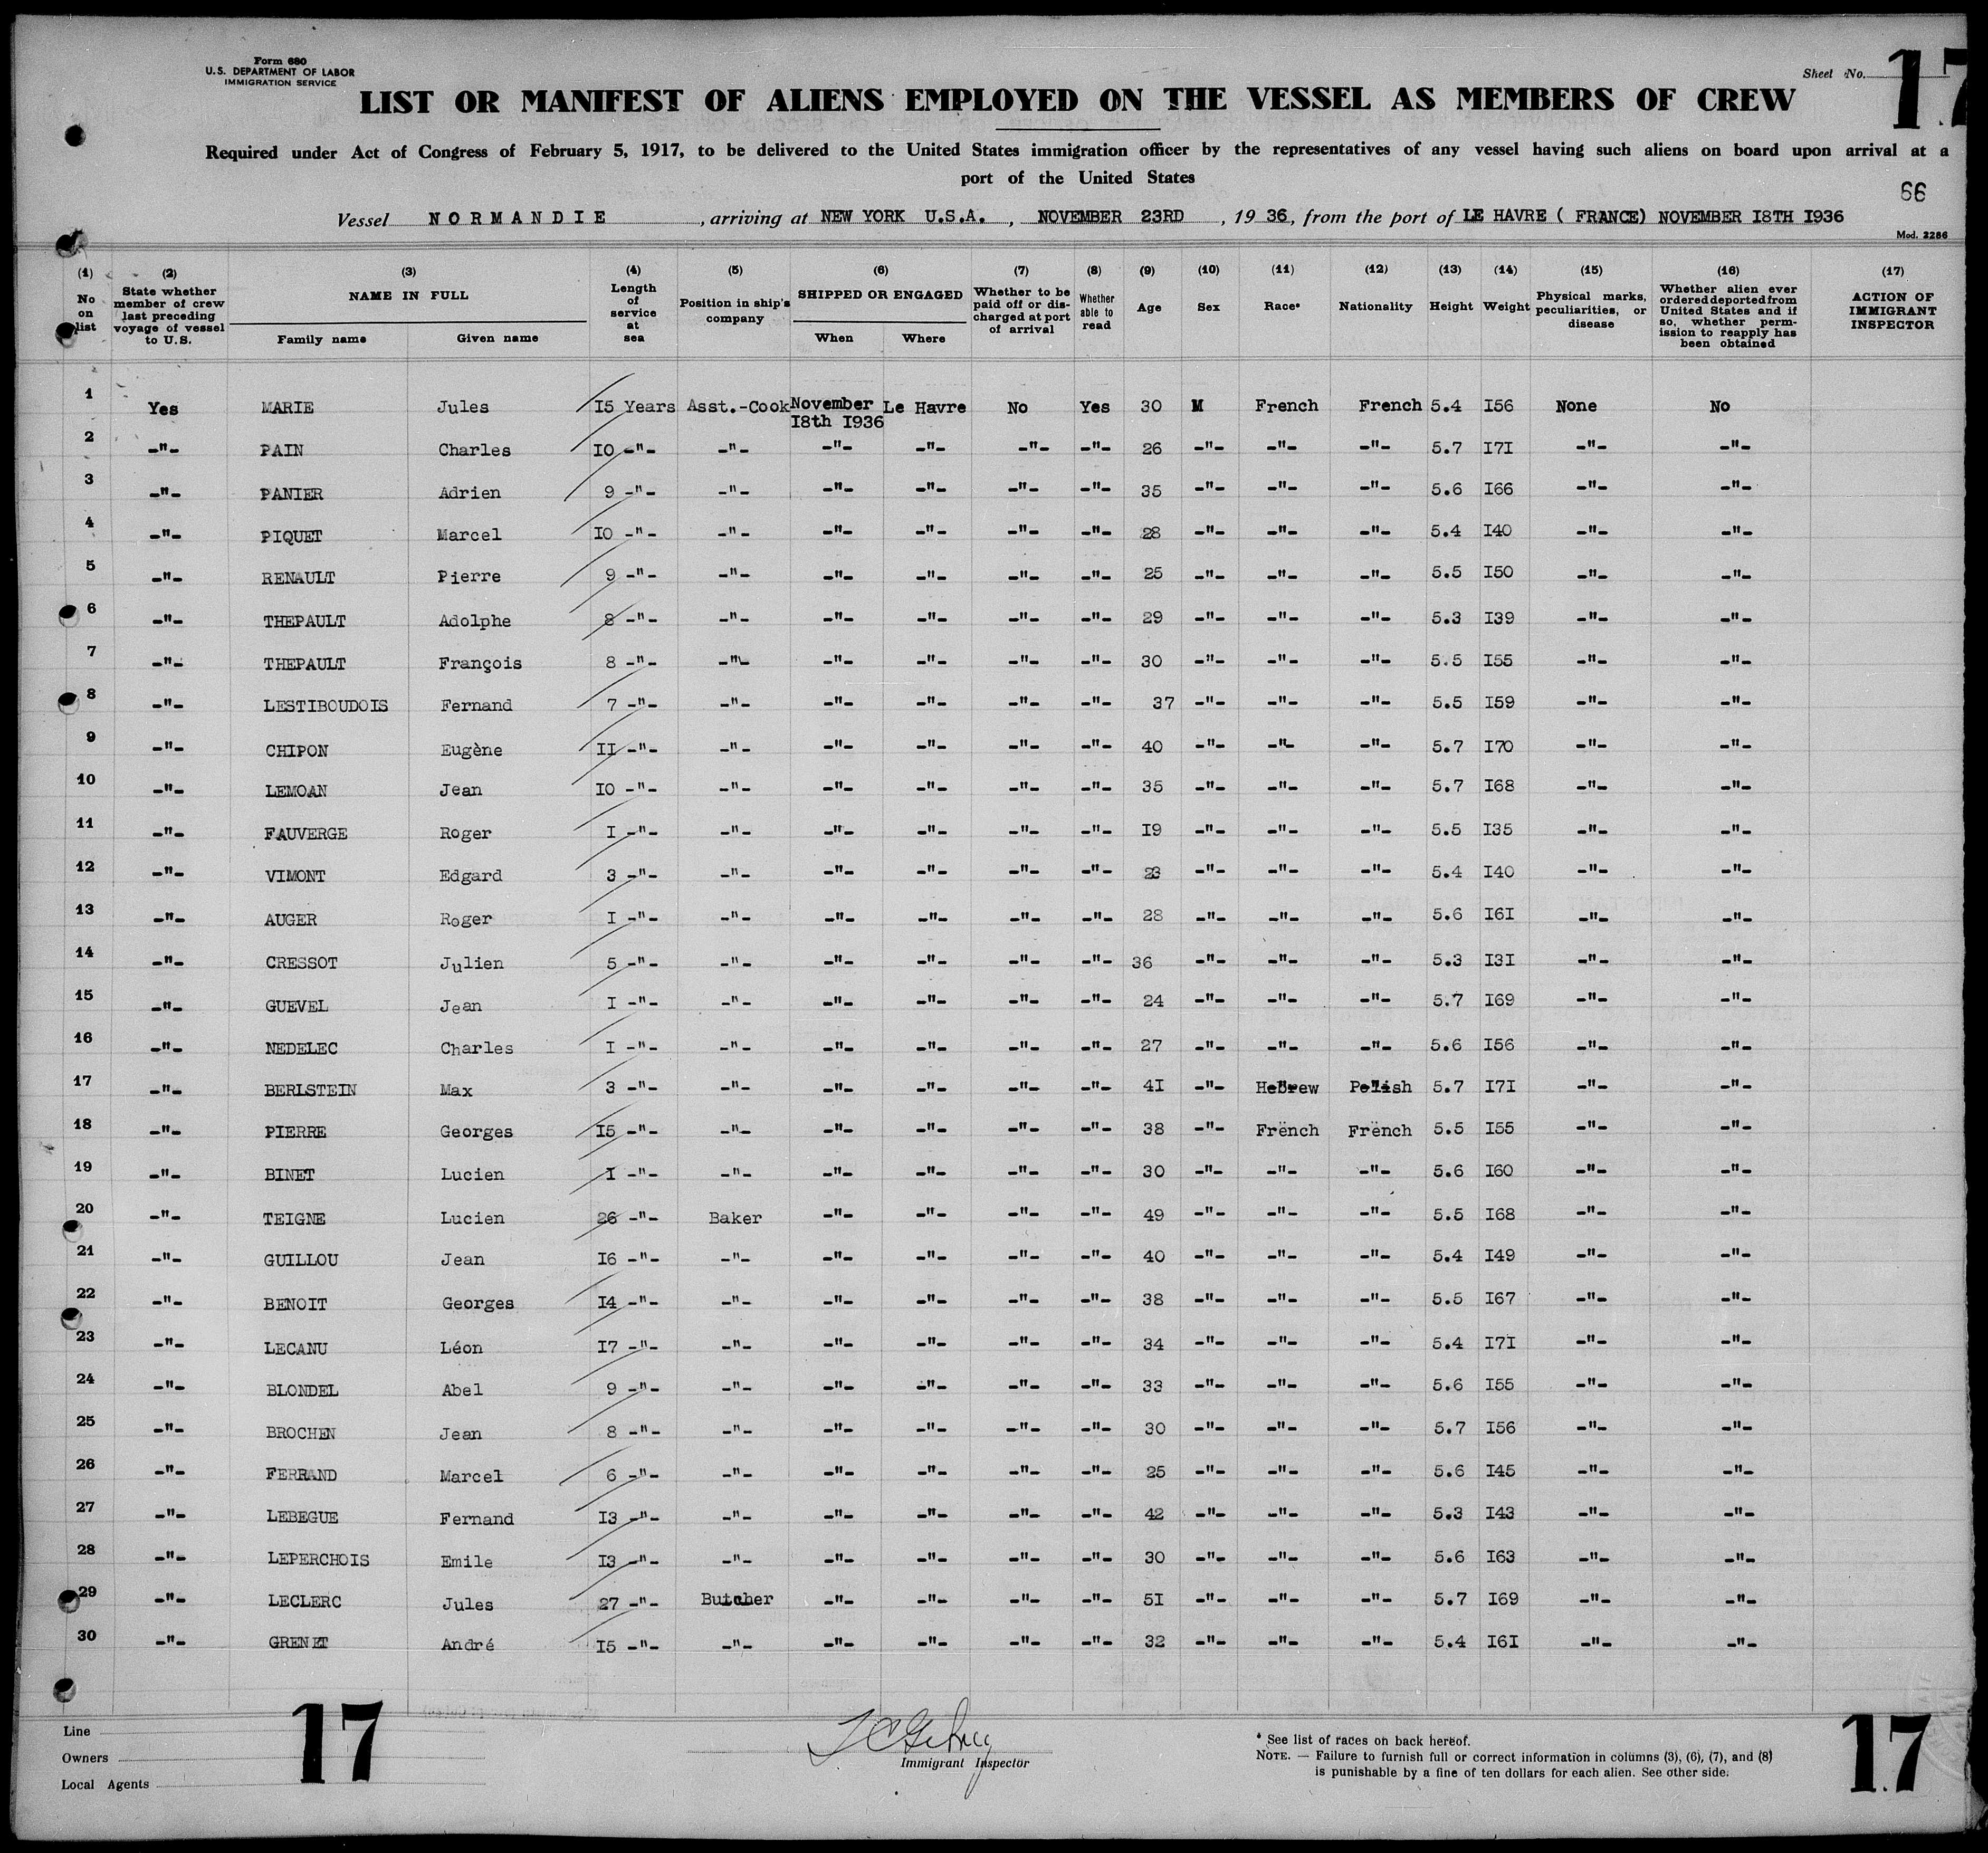 Form 680
U.S. DEPARTMENT OF LABOR
IMMIGRATION SERVICE
Sheet No. 17
LIST OR MANIFEST OF ALIENS EMPLOYED ON THE VESSEL AS MEMBERS OF CREW
Required under Act of Congress of February 5, 1917, to be delivered to the United States immigration officer by the representatives of any vessel having such aliens on board upon arrival at a
port of the United States
66
Vessel NORMANDIE, arriving at NEW YORK U.S.A., NOVEMBER 23RD, 1936, from the port of LE HAVRE ( FRANCE) NOVEMBER I8TH I936
Mod. 2286
(1) No on list (2) State whether member of crew last preceding voyage of vessel to U.S. (3) NAME IN FULL Family name Given name (4) Length of service at sea (5) Position in ship's company (6) SHIPPED OR ENGAGED When Where (7) Whether to be paid off or discharged at port of arrival (8) Whether able to read (9) Age (10) Sex (11) Race* (12) Nationality (13) Height (14) Weight (15) Physical marks, peculiarities, or disease (16) Whether alien ever ordered deported from United States and if so, whether permission to reapply has been obtained (17) ACTION OF IMMIGRANT INSPECTOR
1 Yes MARIE Jules I5 Years Asst.-Cook November I8th I936 Le Havre No Yes 30 M French French 5.4 I56 None No
2 -"- PAIN Charles IO -"- -"- -"- -"- -"- -"- 26 -"- -"- -"- 5.7 I7I -"- -"-
3 -"- PANIER Adrien 9 -"- -"- -"- -"- -"- -"- 35 -"- -"- -"- 5.6 I66 -"- -"-
4 -"- PIQUET Marcel IO -"- -"- -"- -"- -"- -"- 28 -"- -"- -"- 5.4 I40 -"- -"-
5 -"- RENAULT Pierre 9 -"- -"- -"- -"- -"- -"- 25 -"- -"- -"- 5.5 I50 -"- -"-
6 -"- THEPAULT Adolphe 8 -"- -"- -"- -"- -"- -"- 29 -"- -"- -"- 5.3 I39 -"- -"-
7 -"- THEPAULT François 8 -"- -"- -"- -"- -"- -"- 30 -"- -"- -"- 5.5 I55 -"- -"-
8 -"- LESTIBOUDOIS Fernand 7 -"- -"- -"- -"- -"- -"- 37 -"- -"- -"- 5.5 I59 -"- -"-
9 -"- CHIPON Eugène II -"- -"- -"- -"- -"- -"- 40 -"- -"- -"- 5.7 I70 -"- -"-
10 -"- LEMOAN Jean IO -"- -"- -"- -"- -"- -"- 35 -"- -"- -"- 5.7 I68 -"- -"-
11 -"- FAUVERGE Roger I -"- -"- -"- -"- -"- -"- I9 -"- -"- -"- 5.5 I35 -"- -"-
12 -"- VIMONT Edgard 3 -"- -"- -"- -"- -"- -"- 23 -"- -"- -"- 5.4 I40 -"- -"-
13 -"- AUGER Roger I -"- -"- -"- -"- -"- -"- 28 -"- -"- -"- 5.6 I6I -"- -"-
14 -"- CRESSOT Julien 5 -"- -"- -"- -"- -"- -"- 36 -"- -"- -"- 5.3 I3I -"- -"-
15 -"- GUEVEL Jean I -"- -"- -"- -"- -"- -"- 24 -"- -"- -"- 5.7 I69 -"- -"-
16 -"- NEDELEC Charles I -"- -"- -"- -"- -"- -"- 27 -"- -"- -"- 5.6 I56 -"- -"-
17 -"- BERLSTEIN Max 3 -"- -"- -"- -"- -"- -"- 4I -"- Hebrew Polish 5.7 I7I -"- -"-
18 -"- PIERRE Georges I5 -"- -"- -"- -"- -"- -"- 38 -"- French French 5.5 I55 -"- -"-
19 -"- BINET Lucien I -"- -"- -"- -"- -"- -"- 30 -"- -"- -"- 5.6 I60 -"- -"-
20 -"- TEIGNE Lucien 26 -"- Baker -"- -"- -"- -"- 49 -"- -"- -"- 5.5 I68 -"- -"-
21 -"- GUILLOU Jean I6 -"- -"- -"- -"- -"- -"- 40 -"- -"- -"- 5.4 I49 -"- -"-
22 -"- BENOIT Georges I4 -"- -"- -"- -"- -"- -"- 38 -"- -"- -"- 5.5 I67 -"- -"-
23 -"- LECANU Léon I7 -"- -"- -"- -"- -"- -"- 34 -"- -"- -"- 5.4 I7I -"- -"-
24 -"- BLONDEL Abel 9 -"- -"- -"- -"- -"- -"- 33 -"- -"- -"- 5.6 I55 -"- -"-
25 -"- BROCHEN Jean 8 -"- -"- -"- -"- -"- -"- 30 -"- -"- -"- 5.7 I56 -"- -"-
26 -"- FERRAND Marcel 6 -"- -"- -"- -"- -"- -"- 25 -"- -"- -"- 5.6 I45 -"- -"-
27 -"- LEBEGUE Fernand I3 -"- -"- -"- -"- -"- -"- 42 -"- -"- -"- 5.3 I43 -"- -"-
28 -"- LEPERCHOIS Emile I3 -"- -"- -"- -"- -"- -"- 30 -"- -"- -"- 5.6 I63 -"- -"-
29 -"- LECLERC Jules 27 -"- Butcher -"- -"- -"- -"- 5I -"- -"- -"- 5.7 I69 -"- -"-
30 -"- GRENET André I5 -"- -"- -"- -"- -"- -"- 32 -"- -"- -"- 5.4 I6I -"- -"-
Line
Owners
Local Agents
17
Immigrant Inspector
* See list of races on back hereof.
NOTE. — Failure to furnish full or correct information in columns (3), (6), (7), and (8)
is punishable by a fine of ten dollars for each alien. See other side.
17